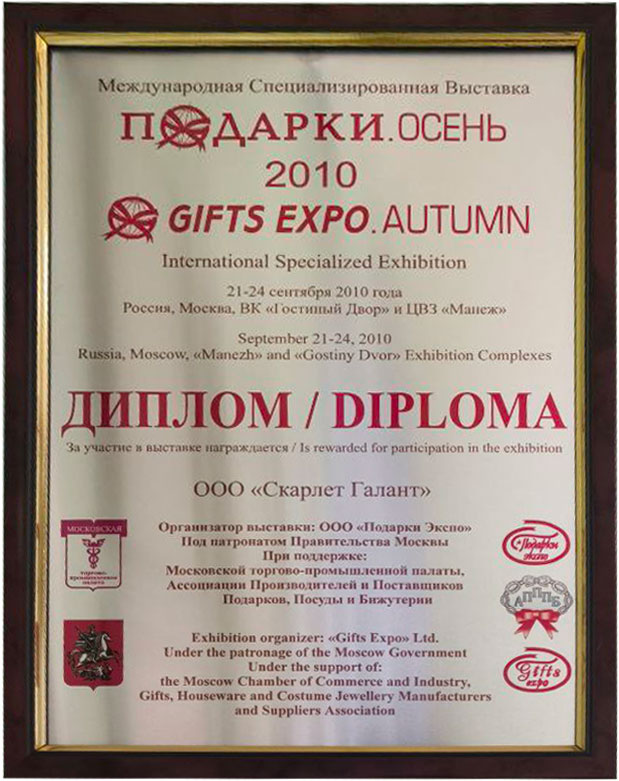 Международная Специализированная Выставка
ПОДАРКИ.ОСЕНЬ
2010
GIFTS EXPO.AUTUMN
International Specialized Exhibition
21-24 сентября 2010 года
Россия, Москва, ВК «Гостиный Двор» и ЦВЗ «Манеж»
September 21-24, 2010
Russia, Moscow, «Manezh» and «Gostiny Dvor» Exhibition Complexes
ДИПЛОМ / DIPLOMA
За участие в выставке награждается / Is rewarded for participation in the exhibition
ООО «Скарлет Галант»
МОСКОВСКАЯ
торгово-
промышленная
палата
Организатор выставки: ООО «Подарки Экспо»
Под патронатом Правительства Москвы
При поддержке:
Московской торгово-промышленной палаты,
Ассоциации Производителей и Поставщиков
Подарков, Посуды и Бижутерии
Подарки
экспо
АПППБ
Exhibition organizer: «Gifts Expo» Ltd.
Under the patronage of the Moscow Government
Under the support of:
the Moscow Chamber of Commerce and Industry,
Gifts, Houseware and Costume Jewellery Manufacturers
and Suppliers Association
Gifts
expo